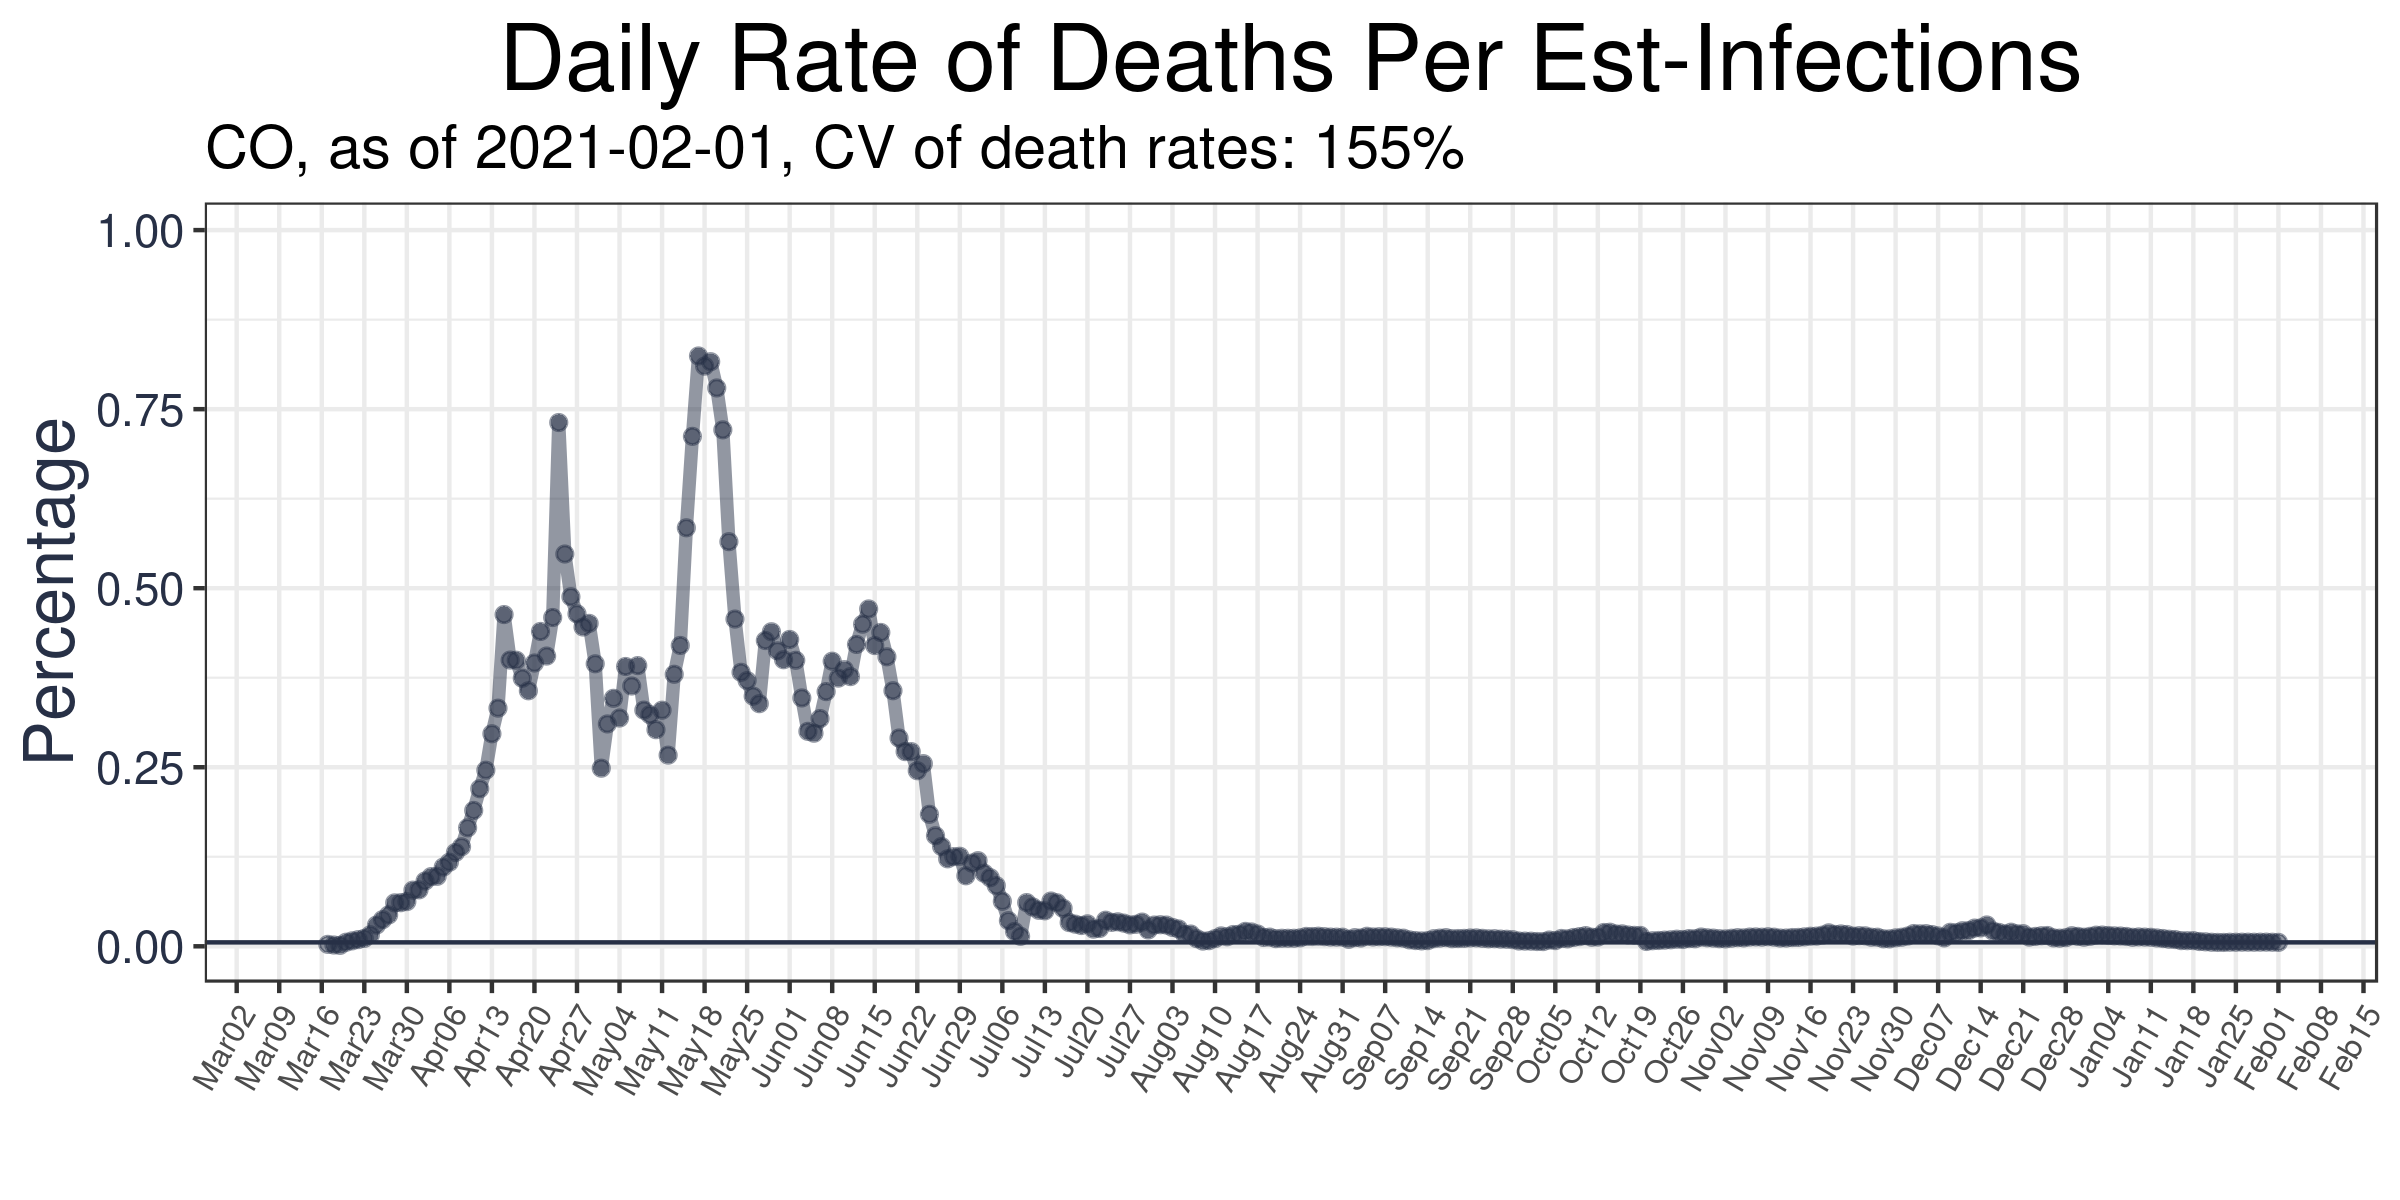 Daily Rate of Deaths Per Est-Infections
CO, as of 2021-02-01, CV of death rates: 155%
Percentage
1.00
0.75
0.50
0.25
0.00
Mar02
Mar09
Mar16
Mar23
Mar30
Apr06
Apr13
Apr20
Apr27
May04
May11
May18
May25
Jun01
Jun08
Jun15
Jun22
Jun29
Jul06
Jul13
Jul20
Jul27
Aug03
Aug10
Aug17
Aug24
Aug31
Sep07
Sep14
Sep21
Sep28
Oct05
Oct12
Oct19
Oct26
Nov02
Nov09
Nov16
Nov23
Nov30
Dec07
Dec14
Dec21
Dec28
Jan04
Jan11
Jan18
Jan25
Feb01
Feb08
Feb15